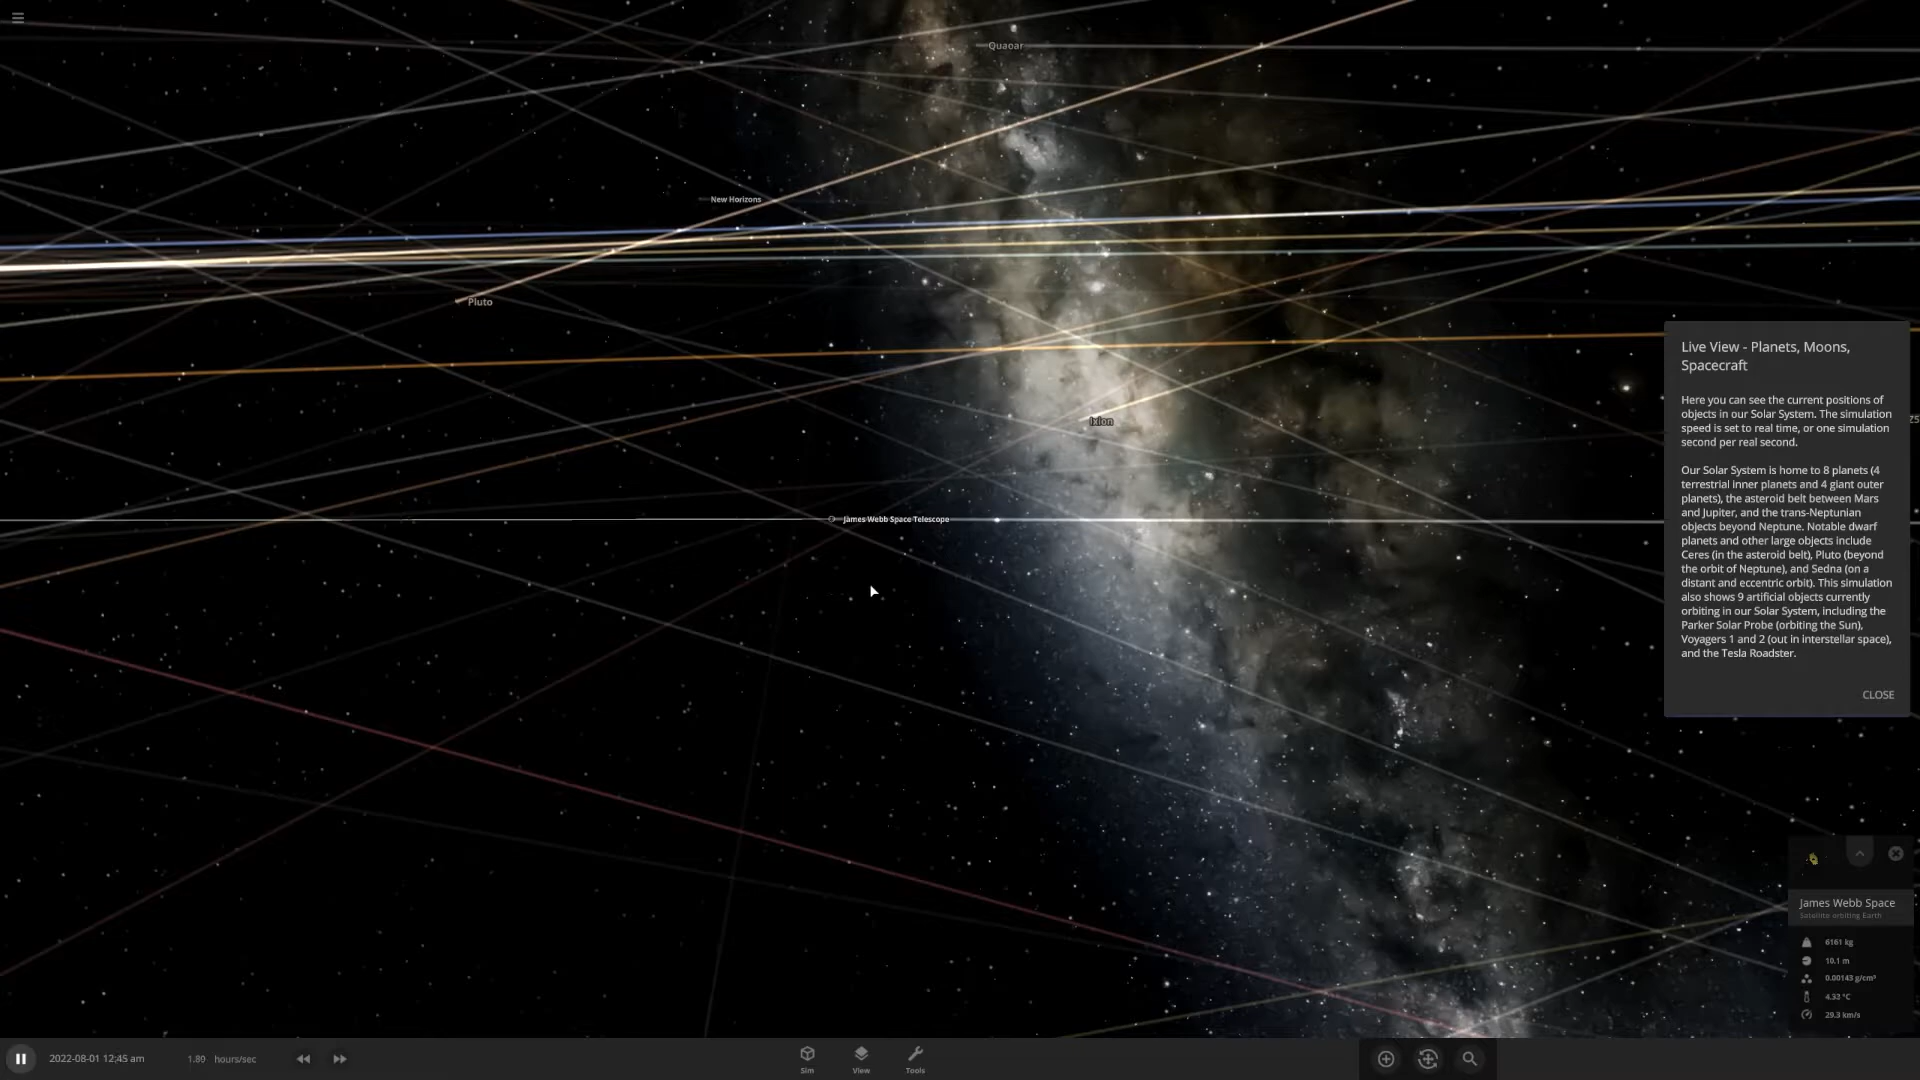 Quaoar
New Horizons
Pluto
Ixion
James Webb Space Telescope
Live View - Planets, Moons,
Spacecraft
Here you can see the current positions of
objects in our Solar System. The simulation
speed is set to real time, or one simulation
second per real second.
Our Solar System is home to 8 planets (4
terrestrial inner planets and 4 giant outer
planets), the asteroid belt between Mars
and Jupiter, and the trans-Neptunian
objects beyond Neptune. Notable dwarf
planets and other large objects include
Ceres (in the asteroid belt), Pluto (beyond
the orbit of Neptune), and Sedna (on a
distant and eccentric orbit). This simulation
also shows 9 artificial objects currently
orbiting in our Solar System, including the
Parker Solar Probe (orbiting the Sun),
Voyagers 1 and 2 (out in interstellar space),
and the Tesla Roadster.
CLOSE
James Webb Space
Satellite orbiting Earth
6161 kg
10.1 m
0.00143 g/cm³
4.32 °C
29.3 km/s
2022-08-01 12:45 am
1.89 hours/sec
Sim
View
Tools